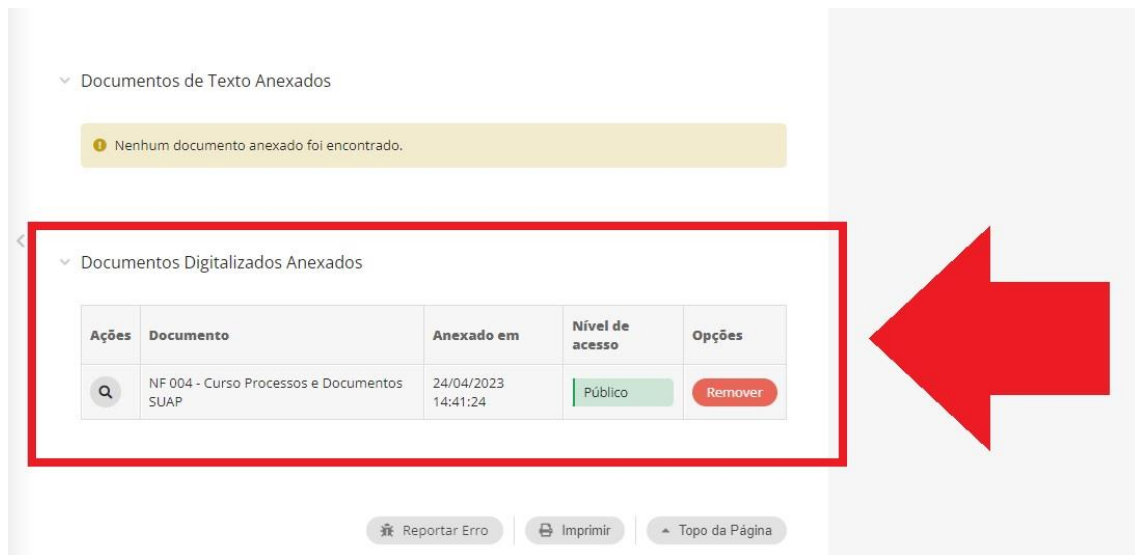 Documentos de Texto Anexados
Nenhum documento anexado foi encontrado.
Documentos Digitalizados Anexados
Ações Documento Anexado em Nível de acesso Opções
NF 004 - Curso Processos e Documentos SUAP 24/04/2023 14:41:24 Público Remover
Reportar Erro Imprimir Topo da Página